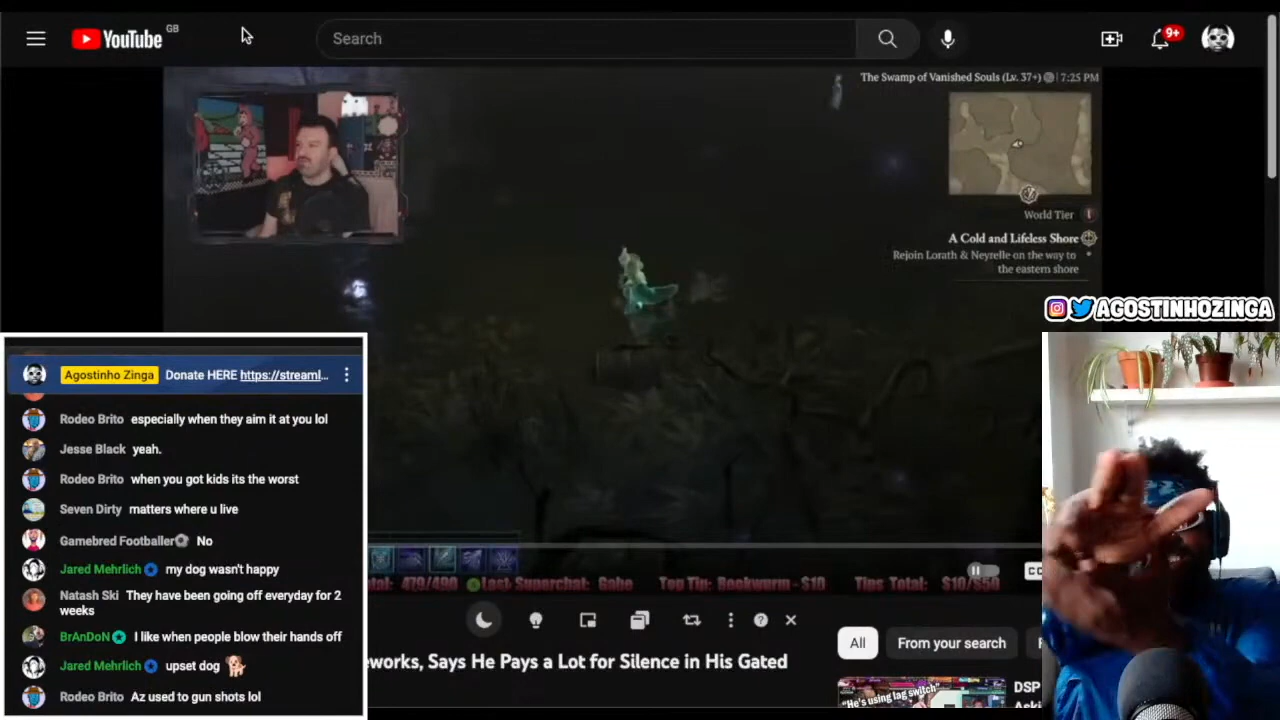 YouTube GB
Search
9+
The Swamp of Vanished Souls (Lv. 37+) 7:25 PM
World Tier
A Cold and Lifeless Shore
Rejoin Lorath & Neyrelle on the way to
the eastern shore
AGOSTINHOZINGA
Agostinho Zinga Donate HERE https://streaml...
Rodeo Brito especially when they aim it at you lol
Jesse Black yeah.
Rodeo Brito when you got kids its the worst
Seven Dirty matters where u live
Gamebred Footballer⚽ No
Jared Mehrlich my dog wasn't happy
Natash Ski They have been going off everyday for 2
weeks
BrAnDoN I like when people blow their hands off
Jared Mehrlich upset dog 🐕
Rodeo Brito Az used to gun shots lol
tal: 479/490 Last Superchat: Gabe Top Tip: Beekwurm - $10 Tips Total: $10/$50
eworks, Says He Pays a Lot for Silence in His Gated
All
From your search
"He's using lag switch"
DSP